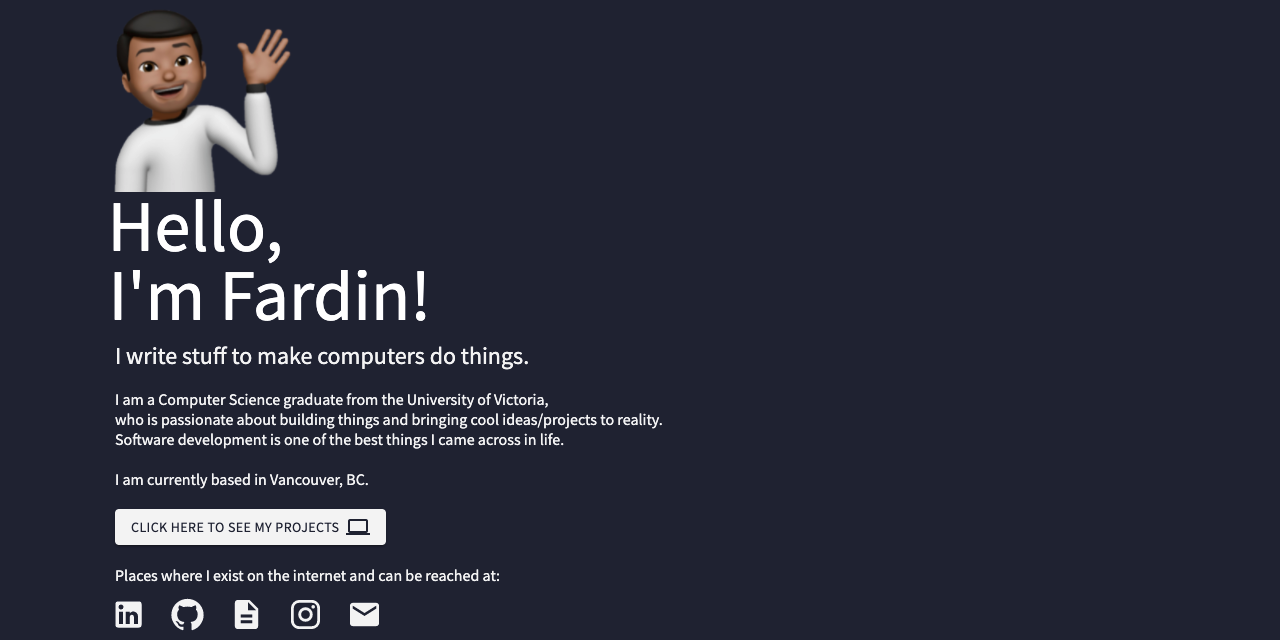 Hello,
I'm Fardin!
I write stuff to make computers do things.
I am a Computer Science graduate from the University of Victoria,
who is passionate about building things and bringing cool ideas/projects to reality.
Software development is one of the best things I came across in life.
I am currently based in Vancouver, BC.
CLICK HERE TO SEE MY PROJECTS
Places where I exist on the internet and can be reached at:
in